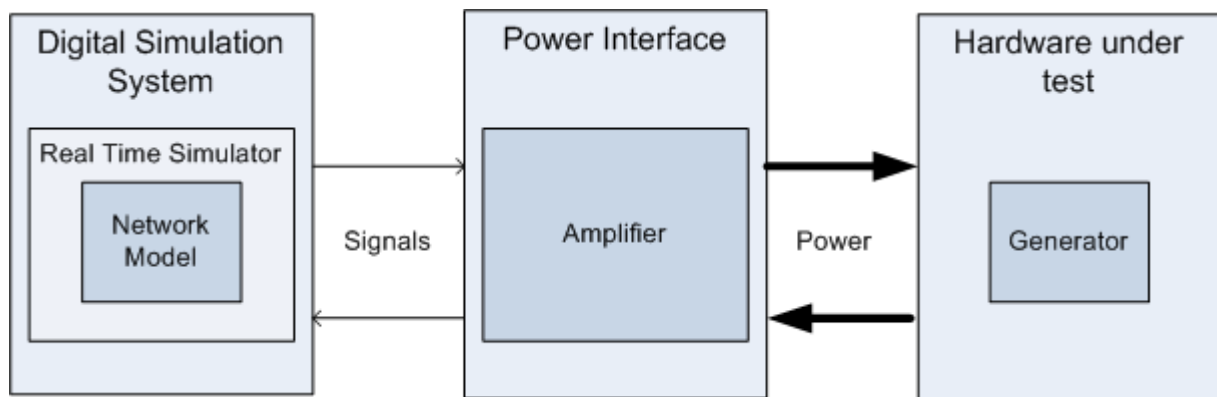 Digital Simulation
System
Real Time Simulator
Network
Model
Signals
Power Interface
Amplifier
Power
Hardware under
test
Generator